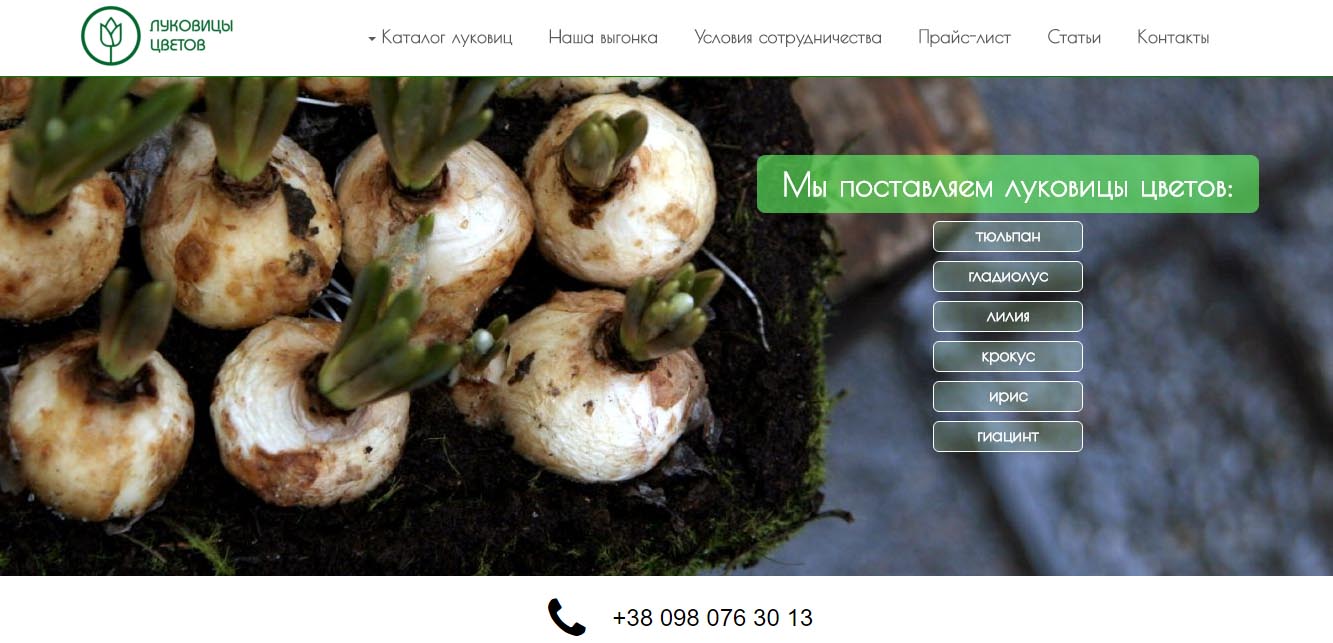 ЛУКОВИЦЫ
ЦВЕТОВ
Каталог луковиц
Наша выгонка
Условия сотрудничества
Прайс-лист
Статьи
Контакты
Мы поставляем луковицы цветов:
тюльпан
гладиолус
лилия
крокус
ирис
гиацинт
+38 098 076 30 13